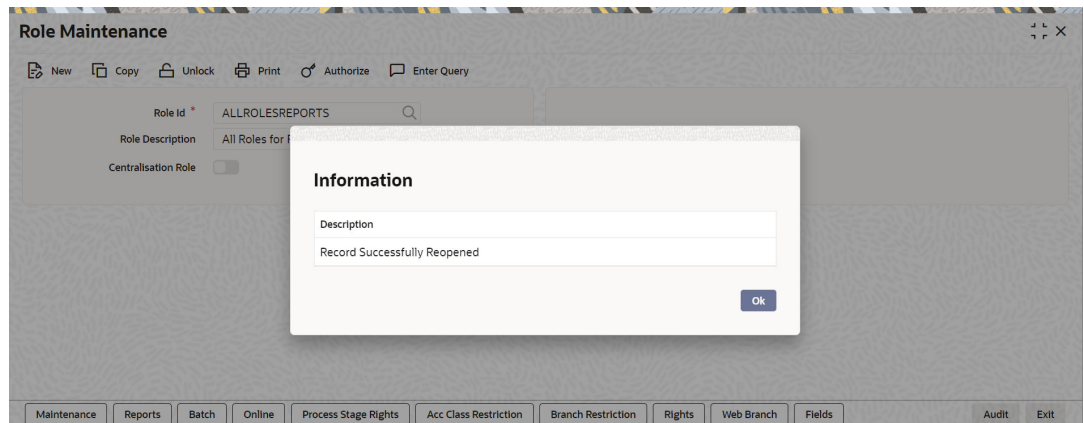 Role Maintenance
New Copy Unlock Print Authorize Enter Query
Role Id * ALLROLESREPORTS
Role Description All Roles for
Centralisation Role
Information
Description
Record Successfully Reopened
Ok
Maintenance Reports Batch Online Process Stage Rights Acc Class Restriction Branch Restriction Rights Web Branch Fields Audit Exit